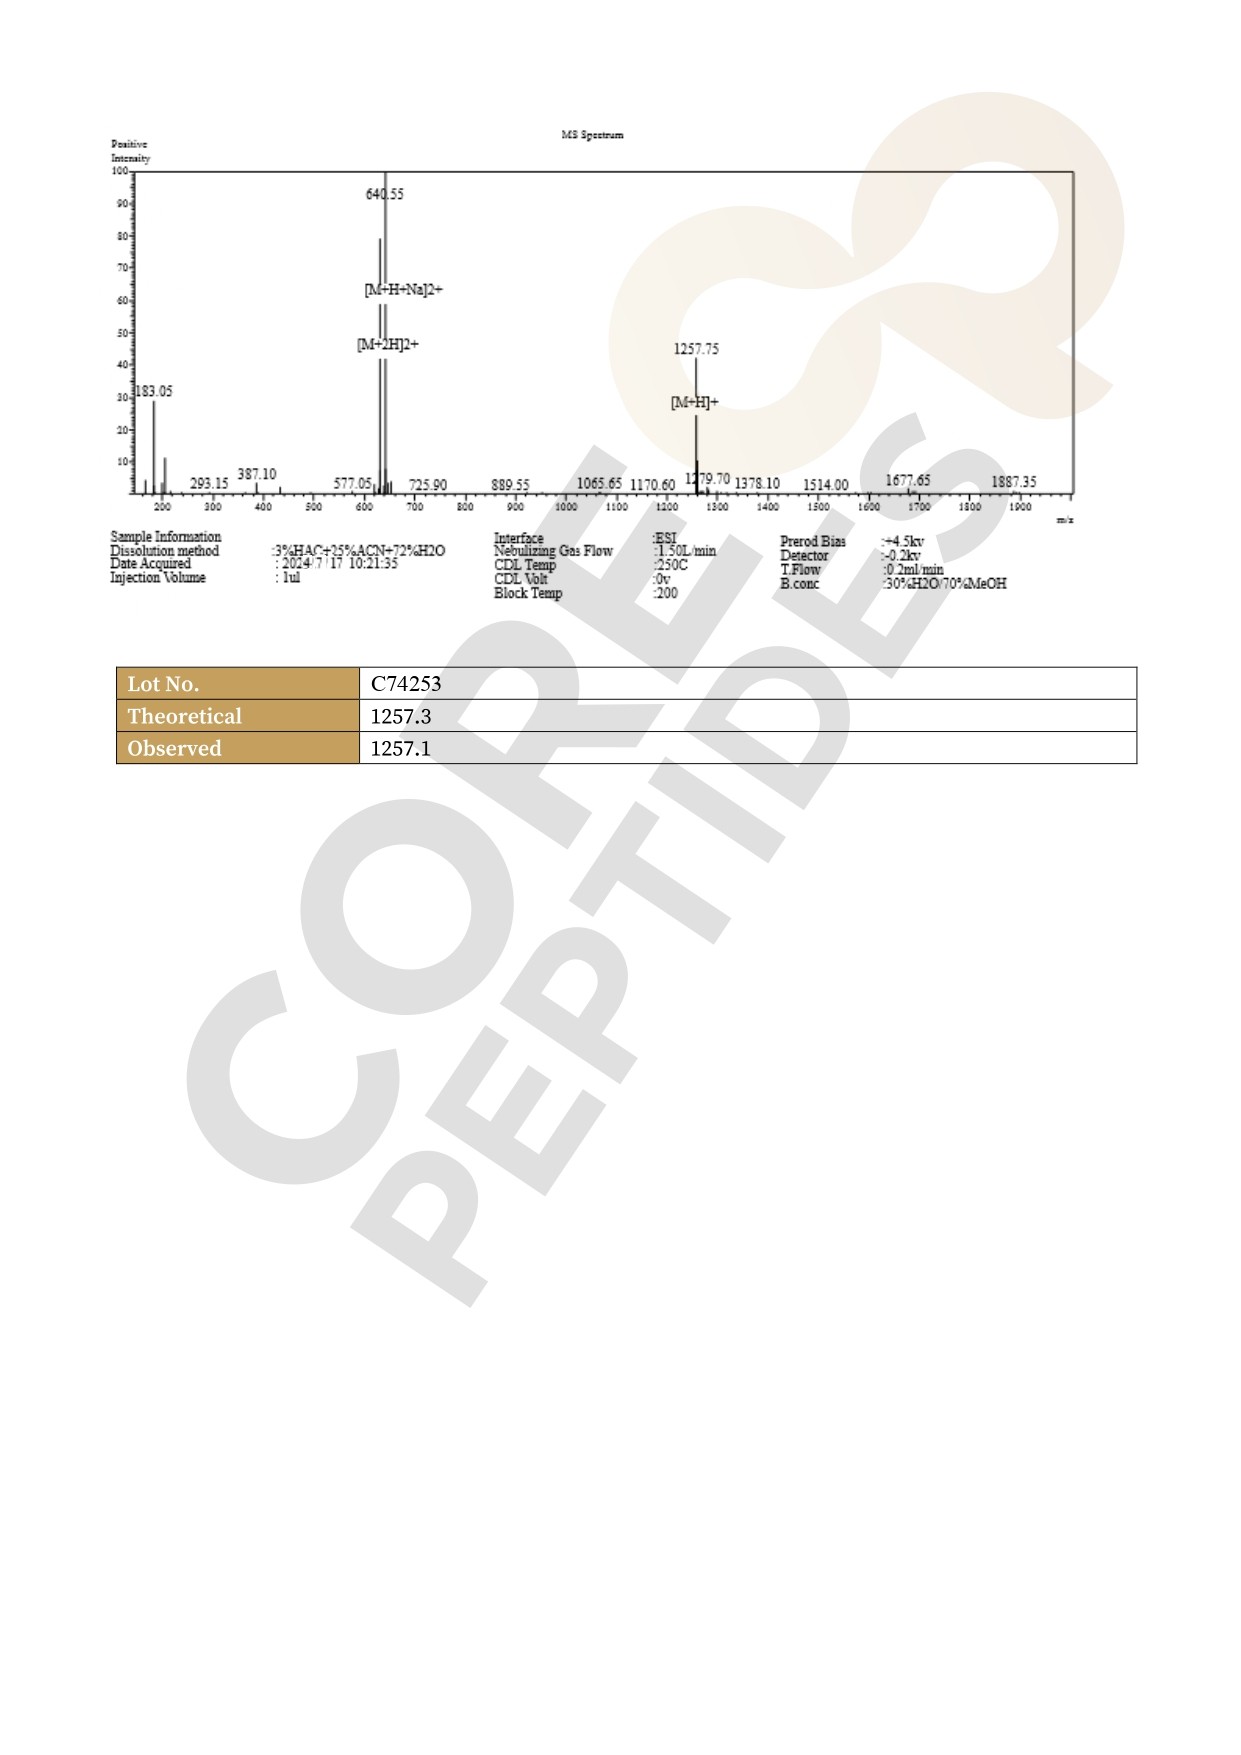 MS Spectrum
Positive
Intensity
100
90
80
70
60
50
40
30
20
10
640.55
[M+H+Na]2+
[M+2H]2+
1257.75
[M+H]+
183.05
293.15
387.10
577.05
725.90
889.55
1065.65
1170.60
1279.70
1378.10
1514.00
1677.65
1887.35
200 300 400 500 600 700 800 900 1000 1100 1200 1300 1400 1500 1600 1700 1800 1900
m/z
Sample Information
Dissolution method :3%HAC+25%ACN+72%H2O
Date Acquired : 2024/7/17 10:21:35
Injection Volume : 1ul
Interface :ESI
Nebulizing Gas Flow :1.50L/min
CDL Temp :250C
CDL Volt :0v
Block Temp :200
Prerod Bias :+4.5kv
Detector :-0.2kv
T.Flow :0.2ml/min
B.conc :30%H2O/70%MeOH
Lot No. C74253
Theoretical 1257.3
Observed 1257.1
CORE
PEPTIDES